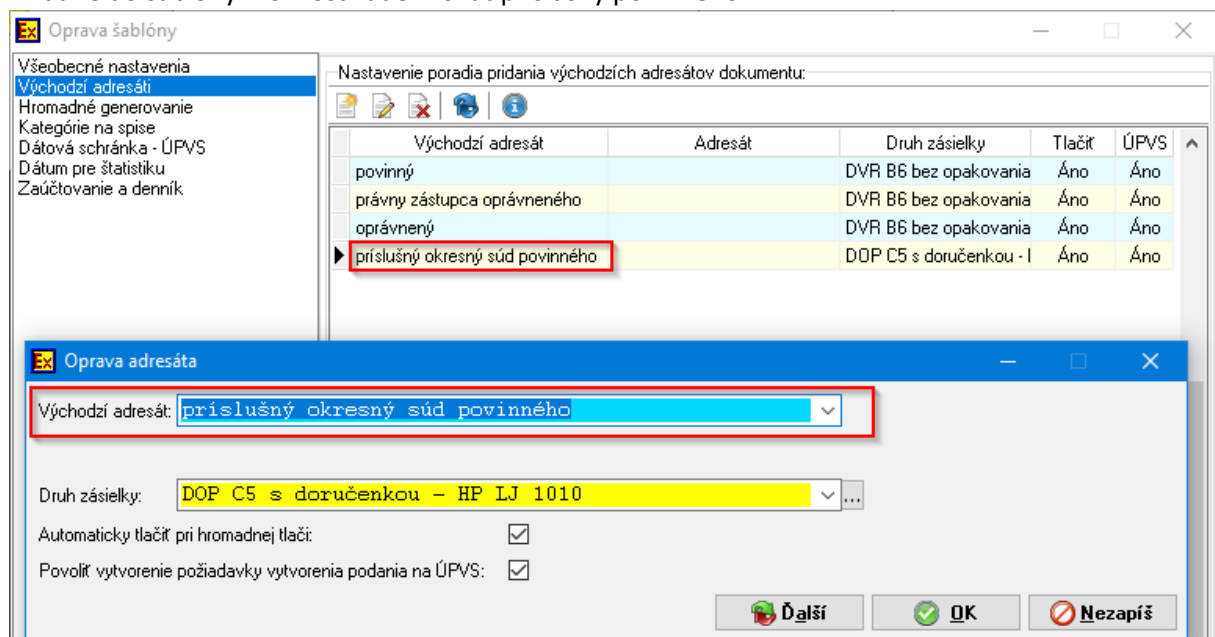 Oprava šablóny
Všeobecné nastavenia
Východzí adresáti
Hromadné generovanie
Kategórie na spise
Dátová schránka - ÚPVS
Dátum pre štatistiku
Zaúčtovanie a denník
Nastavenie poradia pridania východzích adresátov dokumentu:
Východzí adresát Adresát Druh zásielky Tlačiť ÚPVS
povinný DVR B6 bez opakovania Áno Áno
právny zástupca oprávneného DVR B6 bez opakovania Áno Áno
oprávnený DVR B6 bez opakovania Áno Áno
príslušný okresný súd povinného DOP C5 s doručenkou - Áno Áno
Oprava adresáta
Východzí adresát: príslušný okresný súd povinného
Druh zásielky: DOP C5 s doručenkou - HP LJ 1010 ...
Automaticky tlačiť pri hromadnej tlači:
Povoliť vytvorenie požiadavky vytvorenia podania na ÚPVS:
Ďalší OK Nezapíš